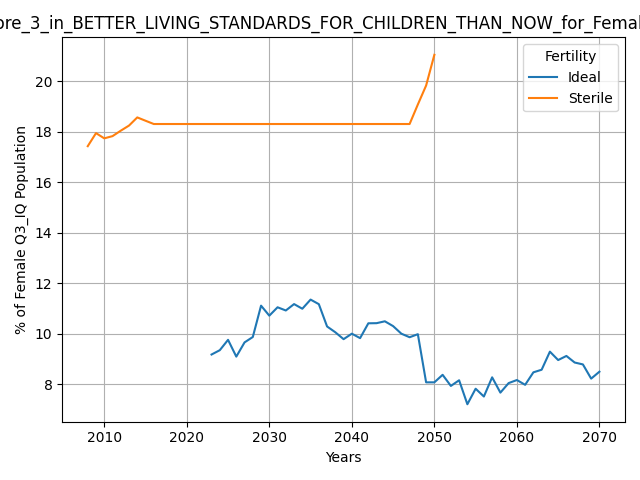 ore_3_in_BETTER_LIVING_STANDARDS_FOR_CHILDREN_THAN_NOW_for_Femal
Fertility
Ideal
Sterile
% of Female Q3_IQ Population
20
18
16
14
12
10
8
2010 2020 2030 2040 2050 2060 2070
Years